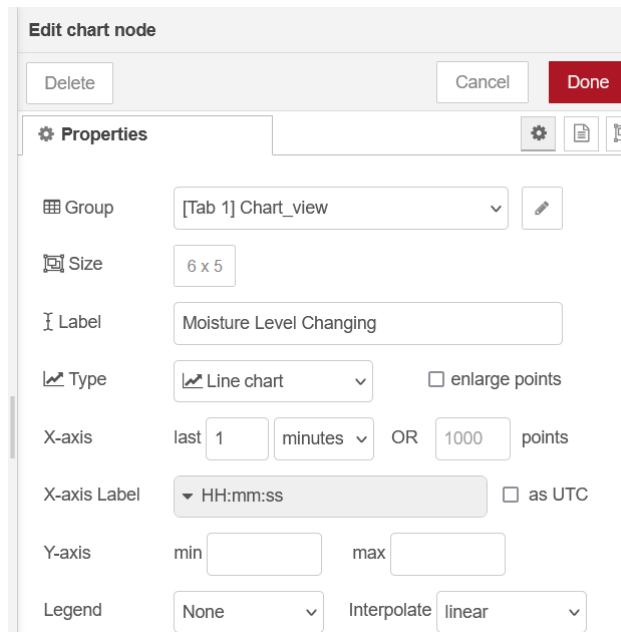 Edit chart node
Delete Cancel Done
Properties
Group [Tab 1] Chart_view
Size 6 x 5
Label Moisture Level Changing
Type Line chart enlarge points
X-axis last 1 minutes OR 1000 points
X-axis Label HH:mm:ss as UTC
Y-axis min max
Legend None Interpolate linear